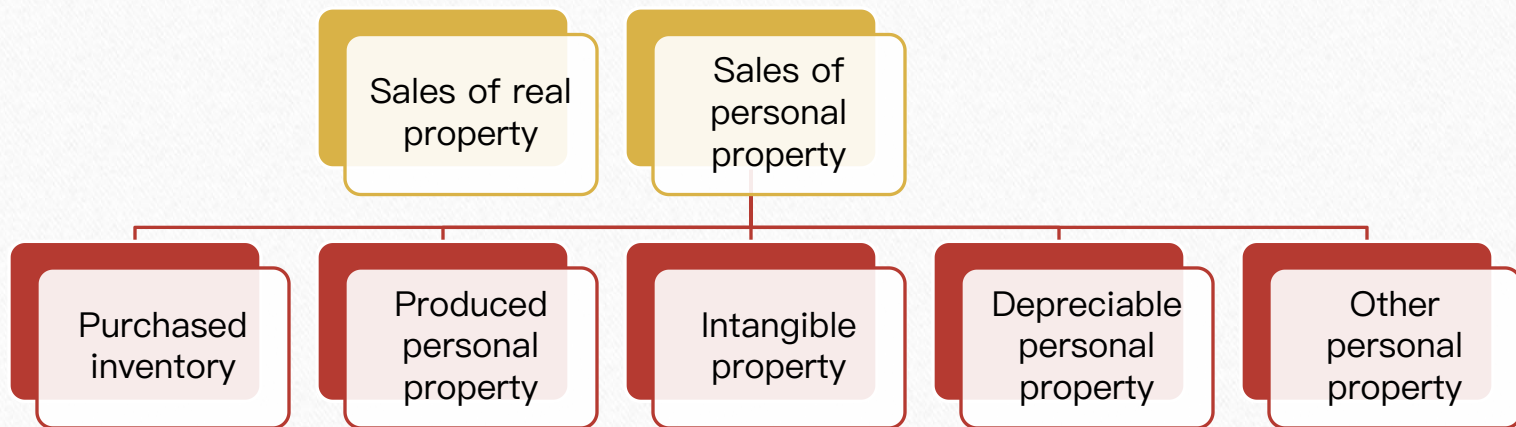 Sales of real
property
Sales of
personal
property
Purchased
inventory
Produced
personal
property
Intangible
property
Depreciable
personal
property
Other
personal
property